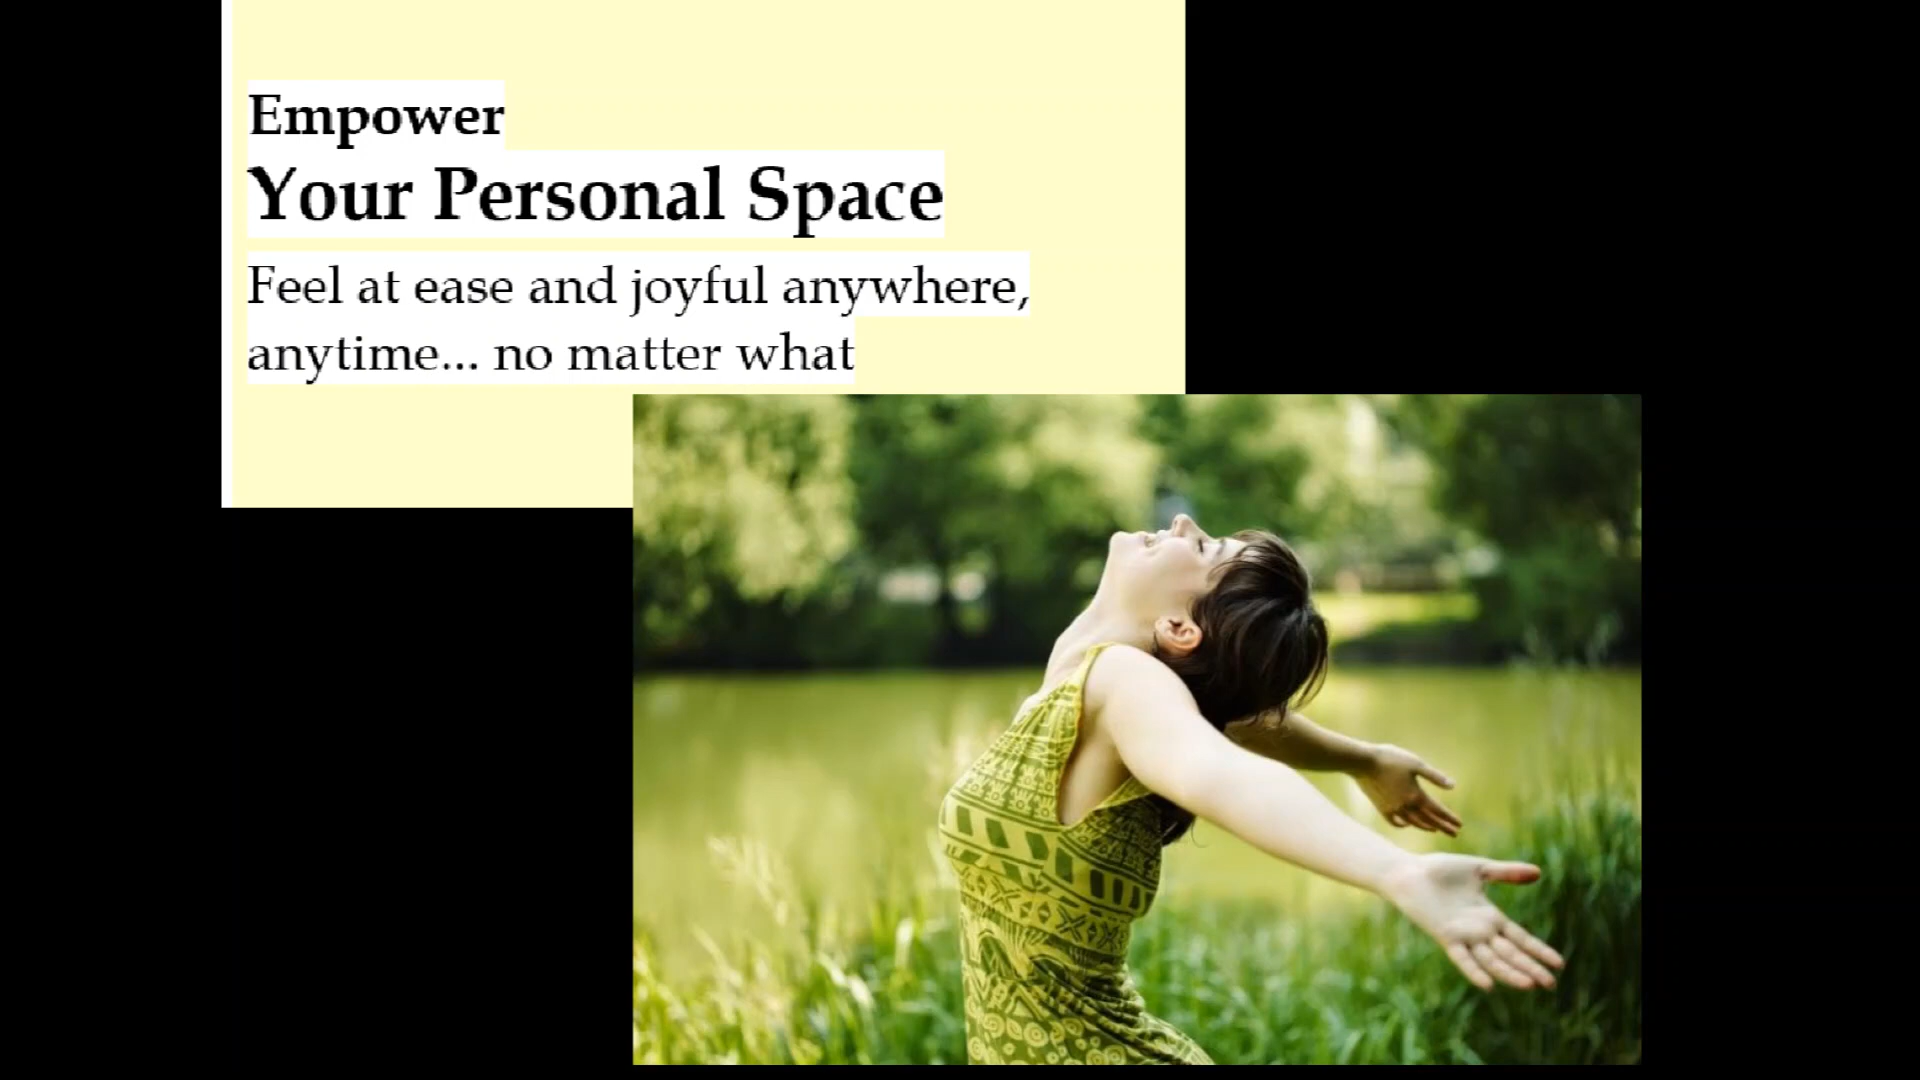 Empower
Your Personal Space
Feel at ease and joyful anywhere,
anytime... no matter what